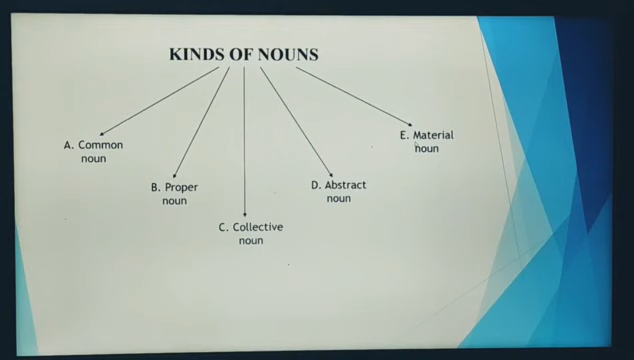 KINDS OF NOUNS
A. Common
noun
B. Proper
noun
C. Collective
noun
D. Abstract
noun
E. Material
noun